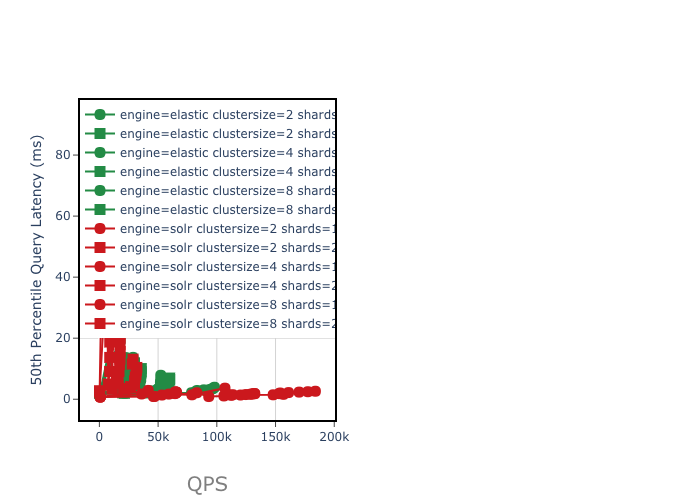 engine=elastic clustersize=2 shards
engine=elastic clustersize=2 shards
engine=elastic clustersize=4 shards
engine=elastic clustersize=4 shards
engine=elastic clustersize=8 shards
engine=elastic clustersize=8 shards
engine=solr clustersize=2 shards=1
engine=solr clustersize=2 shards=2
engine=solr clustersize=4 shards=1
engine=solr clustersize=4 shards=2
engine=solr clustersize=8 shards=1
engine=solr clustersize=8 shards=2
50th Percentile Query Latency (ms)
80
60
40
20
0
0 50k 100k 150k 200k
QPS